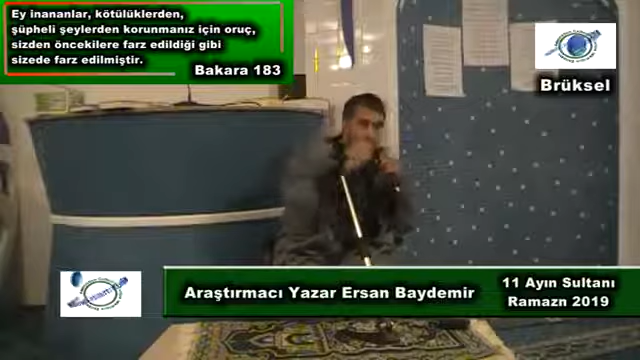 Ey inananlar, kötülüklerden,
şüpheli şeylerden korunmanız için oruç,
sizden öncekilere farz edildiği gibi
sizede farz edilmiştir.
Bakara 183
Brüksel
Araştırmacı Yazar Ersan Baydemir
11 Ayın Sultanı
Ramazn 2019